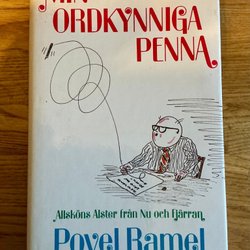 MIN
ORDKYNNIGA
PENNA
Allsköns Alster från Nu och Fjärran
Povel Ramel